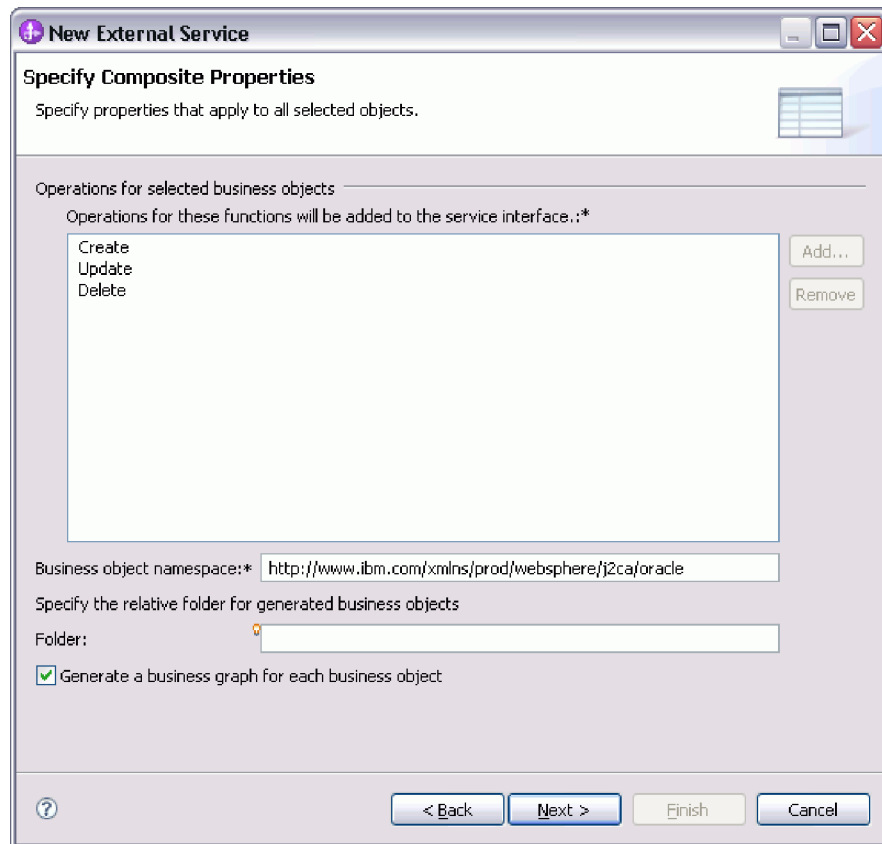 New External Service
Specify Composite Properties
Specify properties that apply to all selected objects.
Operations for selected business objects
Operations for these functions will be added to the service interface.:*
Create
Update
Delete
Add...
Remove
Business object namespace:* http://www.ibm.com/xmlns/prod/websphere/j2ca/oracle
Specify the relative folder for generated business objects
Folder:
Generate a business graph for each business object
? < Back Next > Finish Cancel